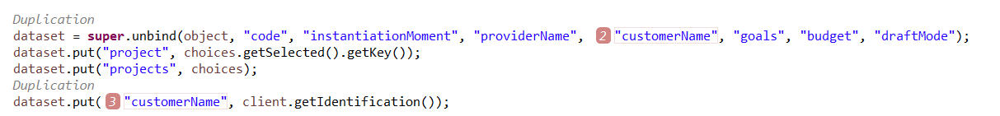 Duplication
dataset = super.unbind(object, "code", "instantiationMoment", "providerName", 2 "customerName", "goals", "budget", "draftMode");
dataset.put("project", choices.getSelected().getKey());
dataset.put("projects", choices);
Duplication
dataset.put( 3 "customerName", client.getIdentification());